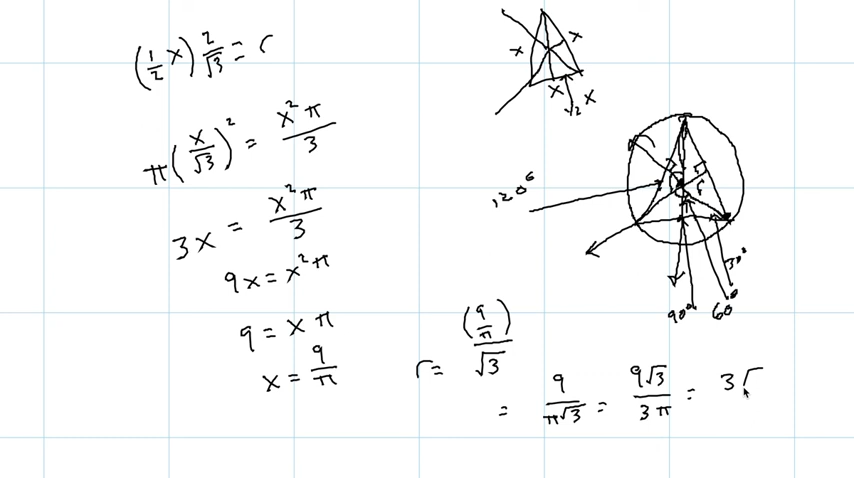 (1/2 x) 2/√3 = r
π(x/√3)² = x²π/3
3x = x²π/3
9x = x²π
9 = xπ
x = 9/π
r = (9/π)/√3
= 9/π√3 = 9√3/3π = 3√
x
x
x
x
2
120°
r
30°
60°
90°